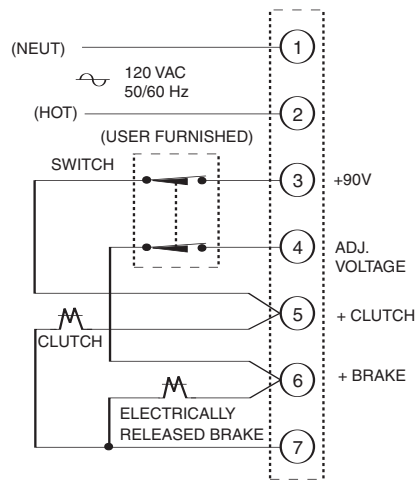 (NEUT)
1
120 VAC
50/60 Hz
(HOT)
2
(USER FURNISHED)
SWITCH
3
+90V
4
ADJ.
VOLTAGE
5
+ CLUTCH
CLUTCH
6
+ BRAKE
ELECTRICALLY
RELEASED BRAKE
7